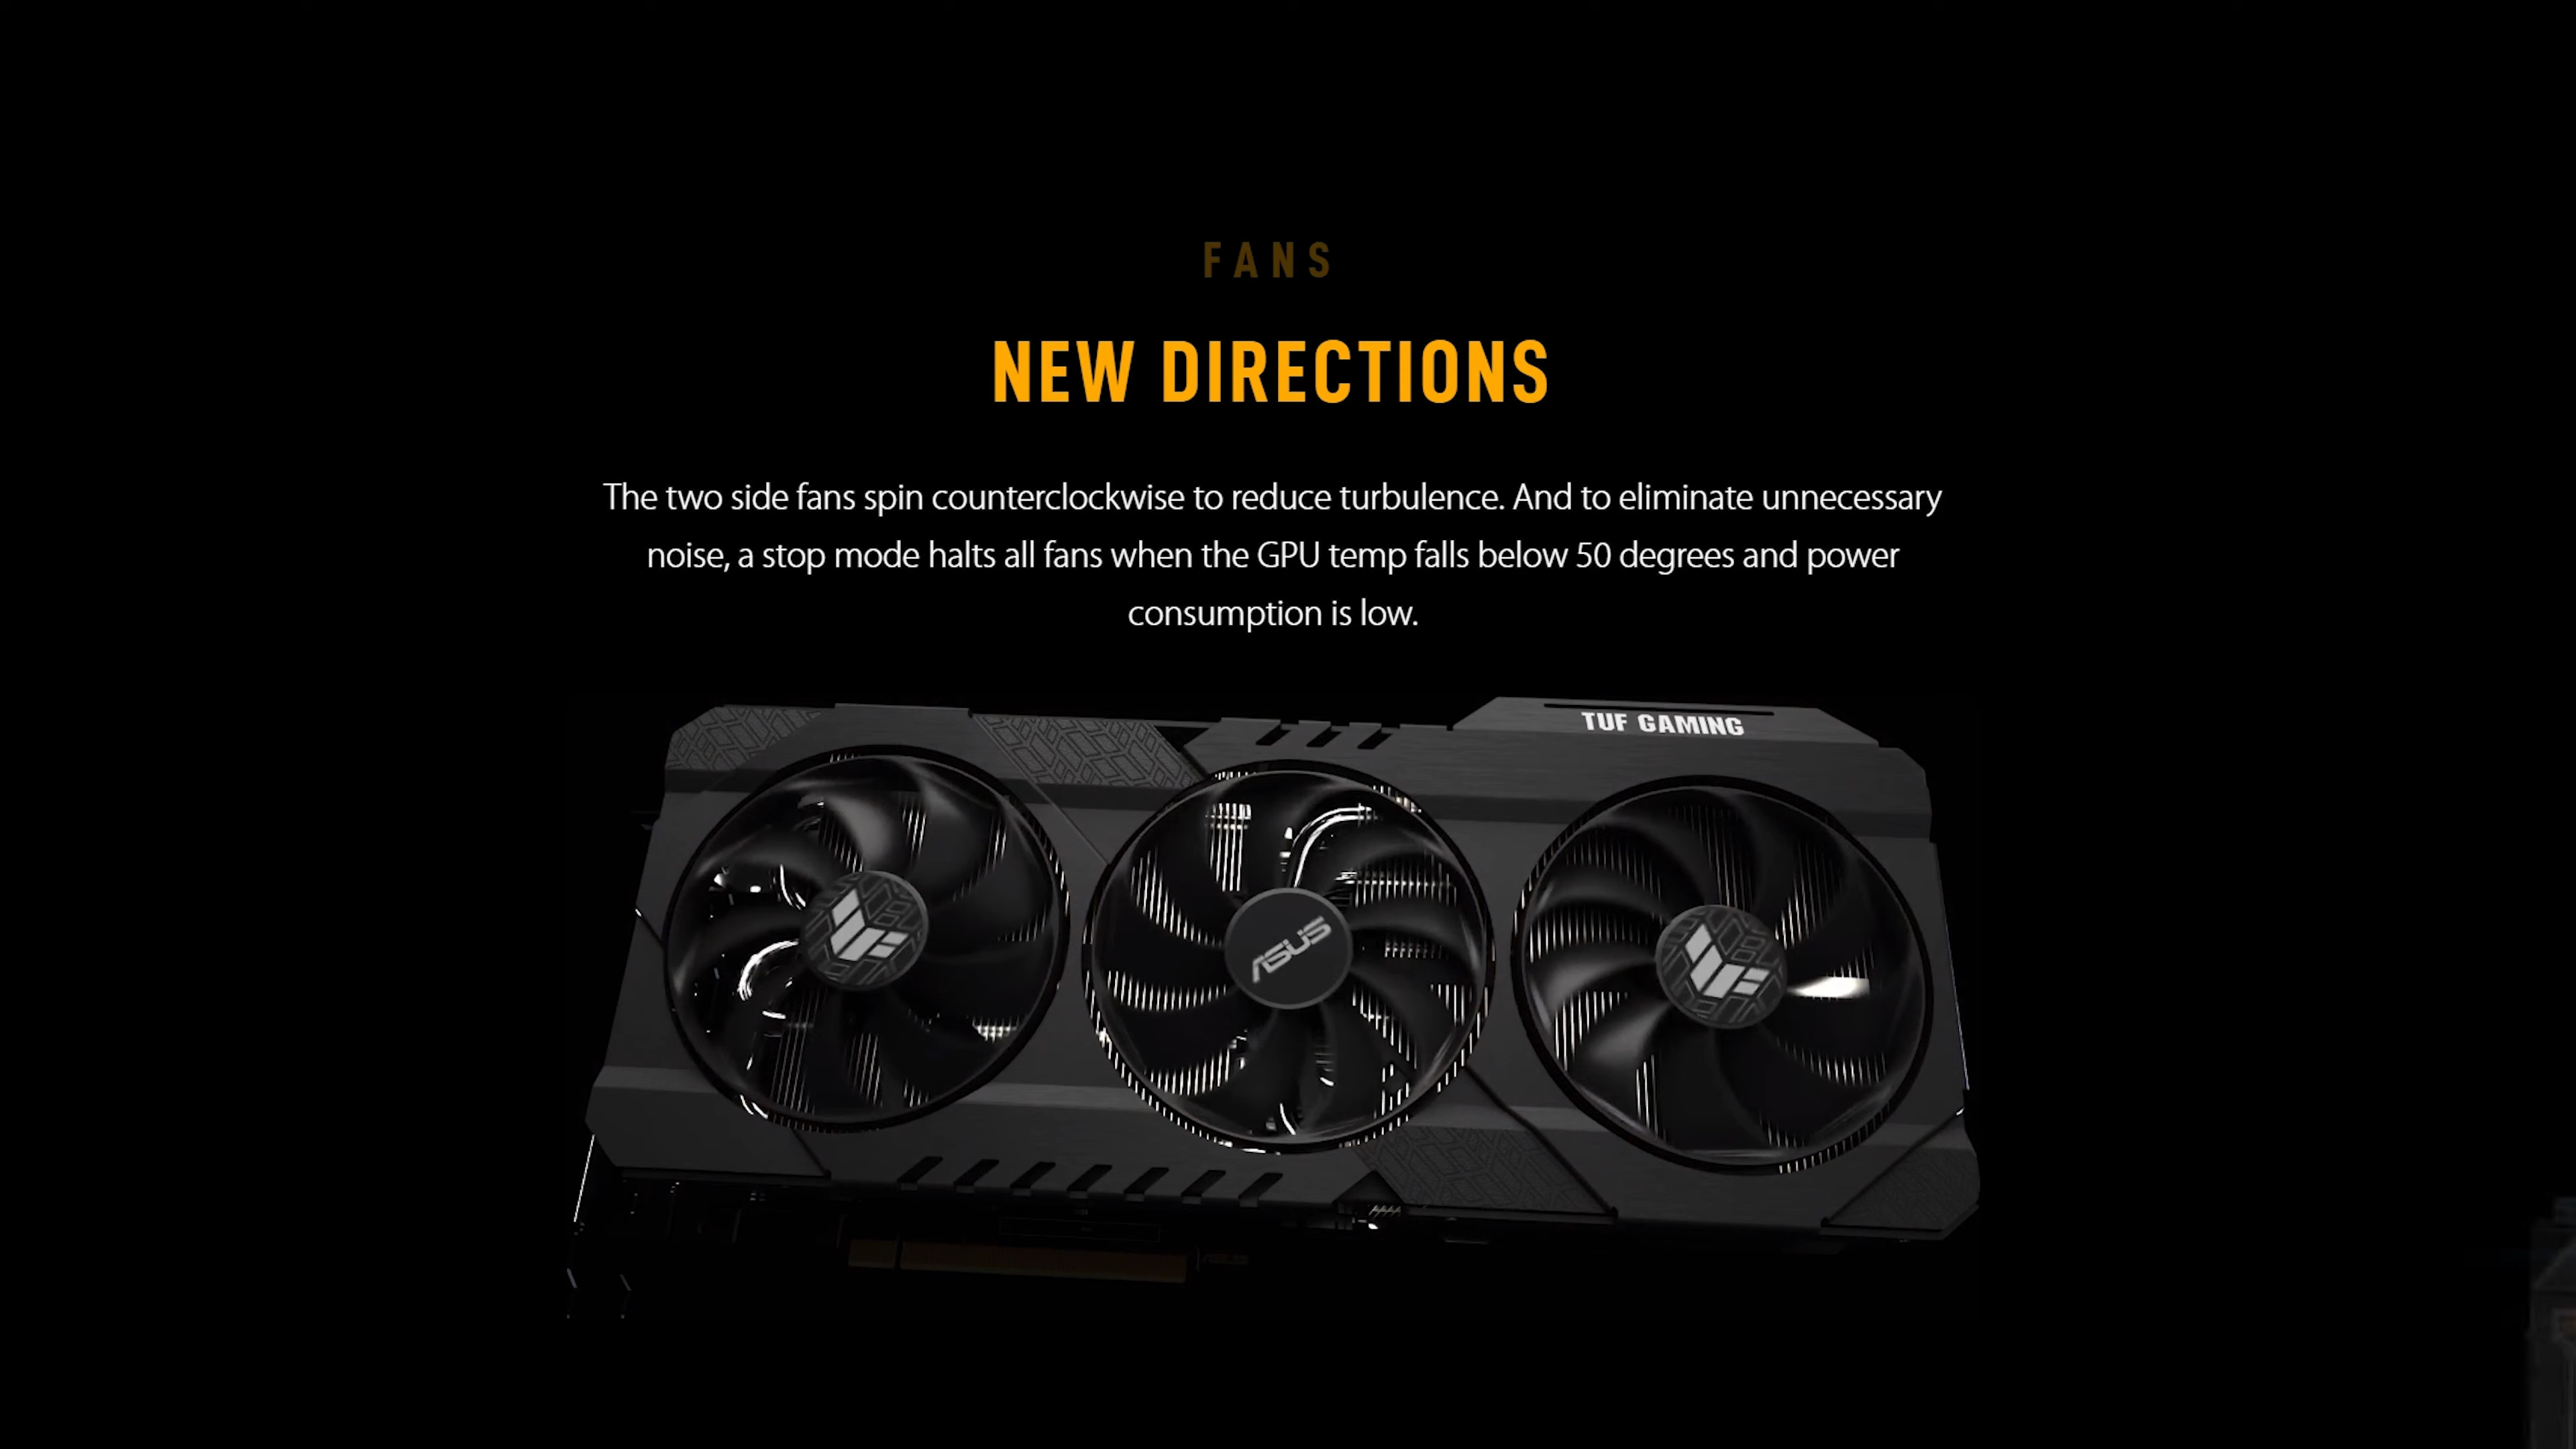 FANS
NEW DIRECTIONS
The two side fans spin counterclockwise to reduce turbulence. And to eliminate unnecessary
noise, a stop mode halts all fans when the GPU temp falls below 50 degrees and power
consumption is low.
TUF GAMING
ASUS